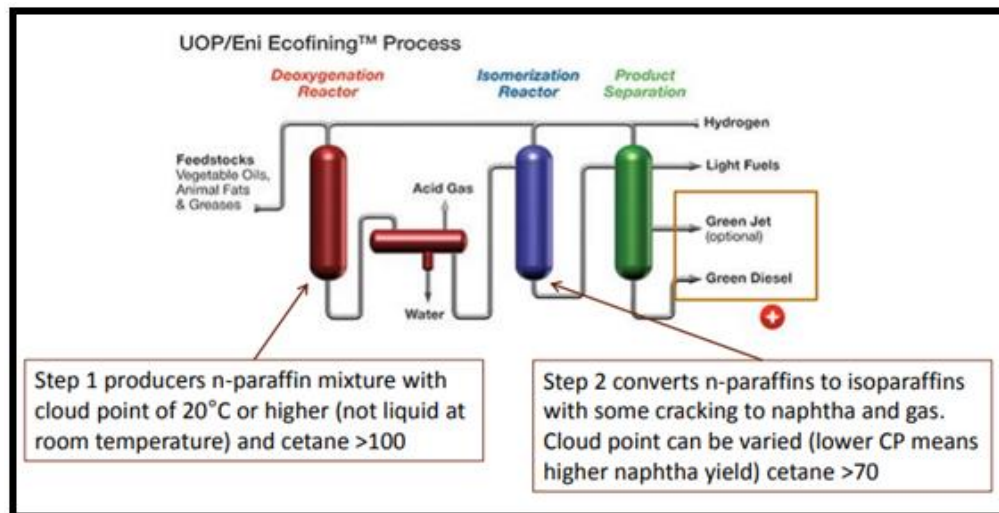 UOP/Eni Ecofining™ Process
Deoxygenation
Reactor
Isomerization
Reactor
Product
Separation
Hydrogen
Feedstocks
Vegetable Oils,
Animal Fats
& Greases
Acid Gas
Light Fuels
Green Jet
(optional)
Green Diesel
Water
Step 1 producers n-paraffin mixture with
cloud point of 20°C or higher (not liquid at
room temperature) and cetane >100
Step 2 converts n-paraffins to isoparaffins
with some cracking to naphtha and gas.
Cloud point can be varied (lower CP means
higher naphtha yield) cetane >70